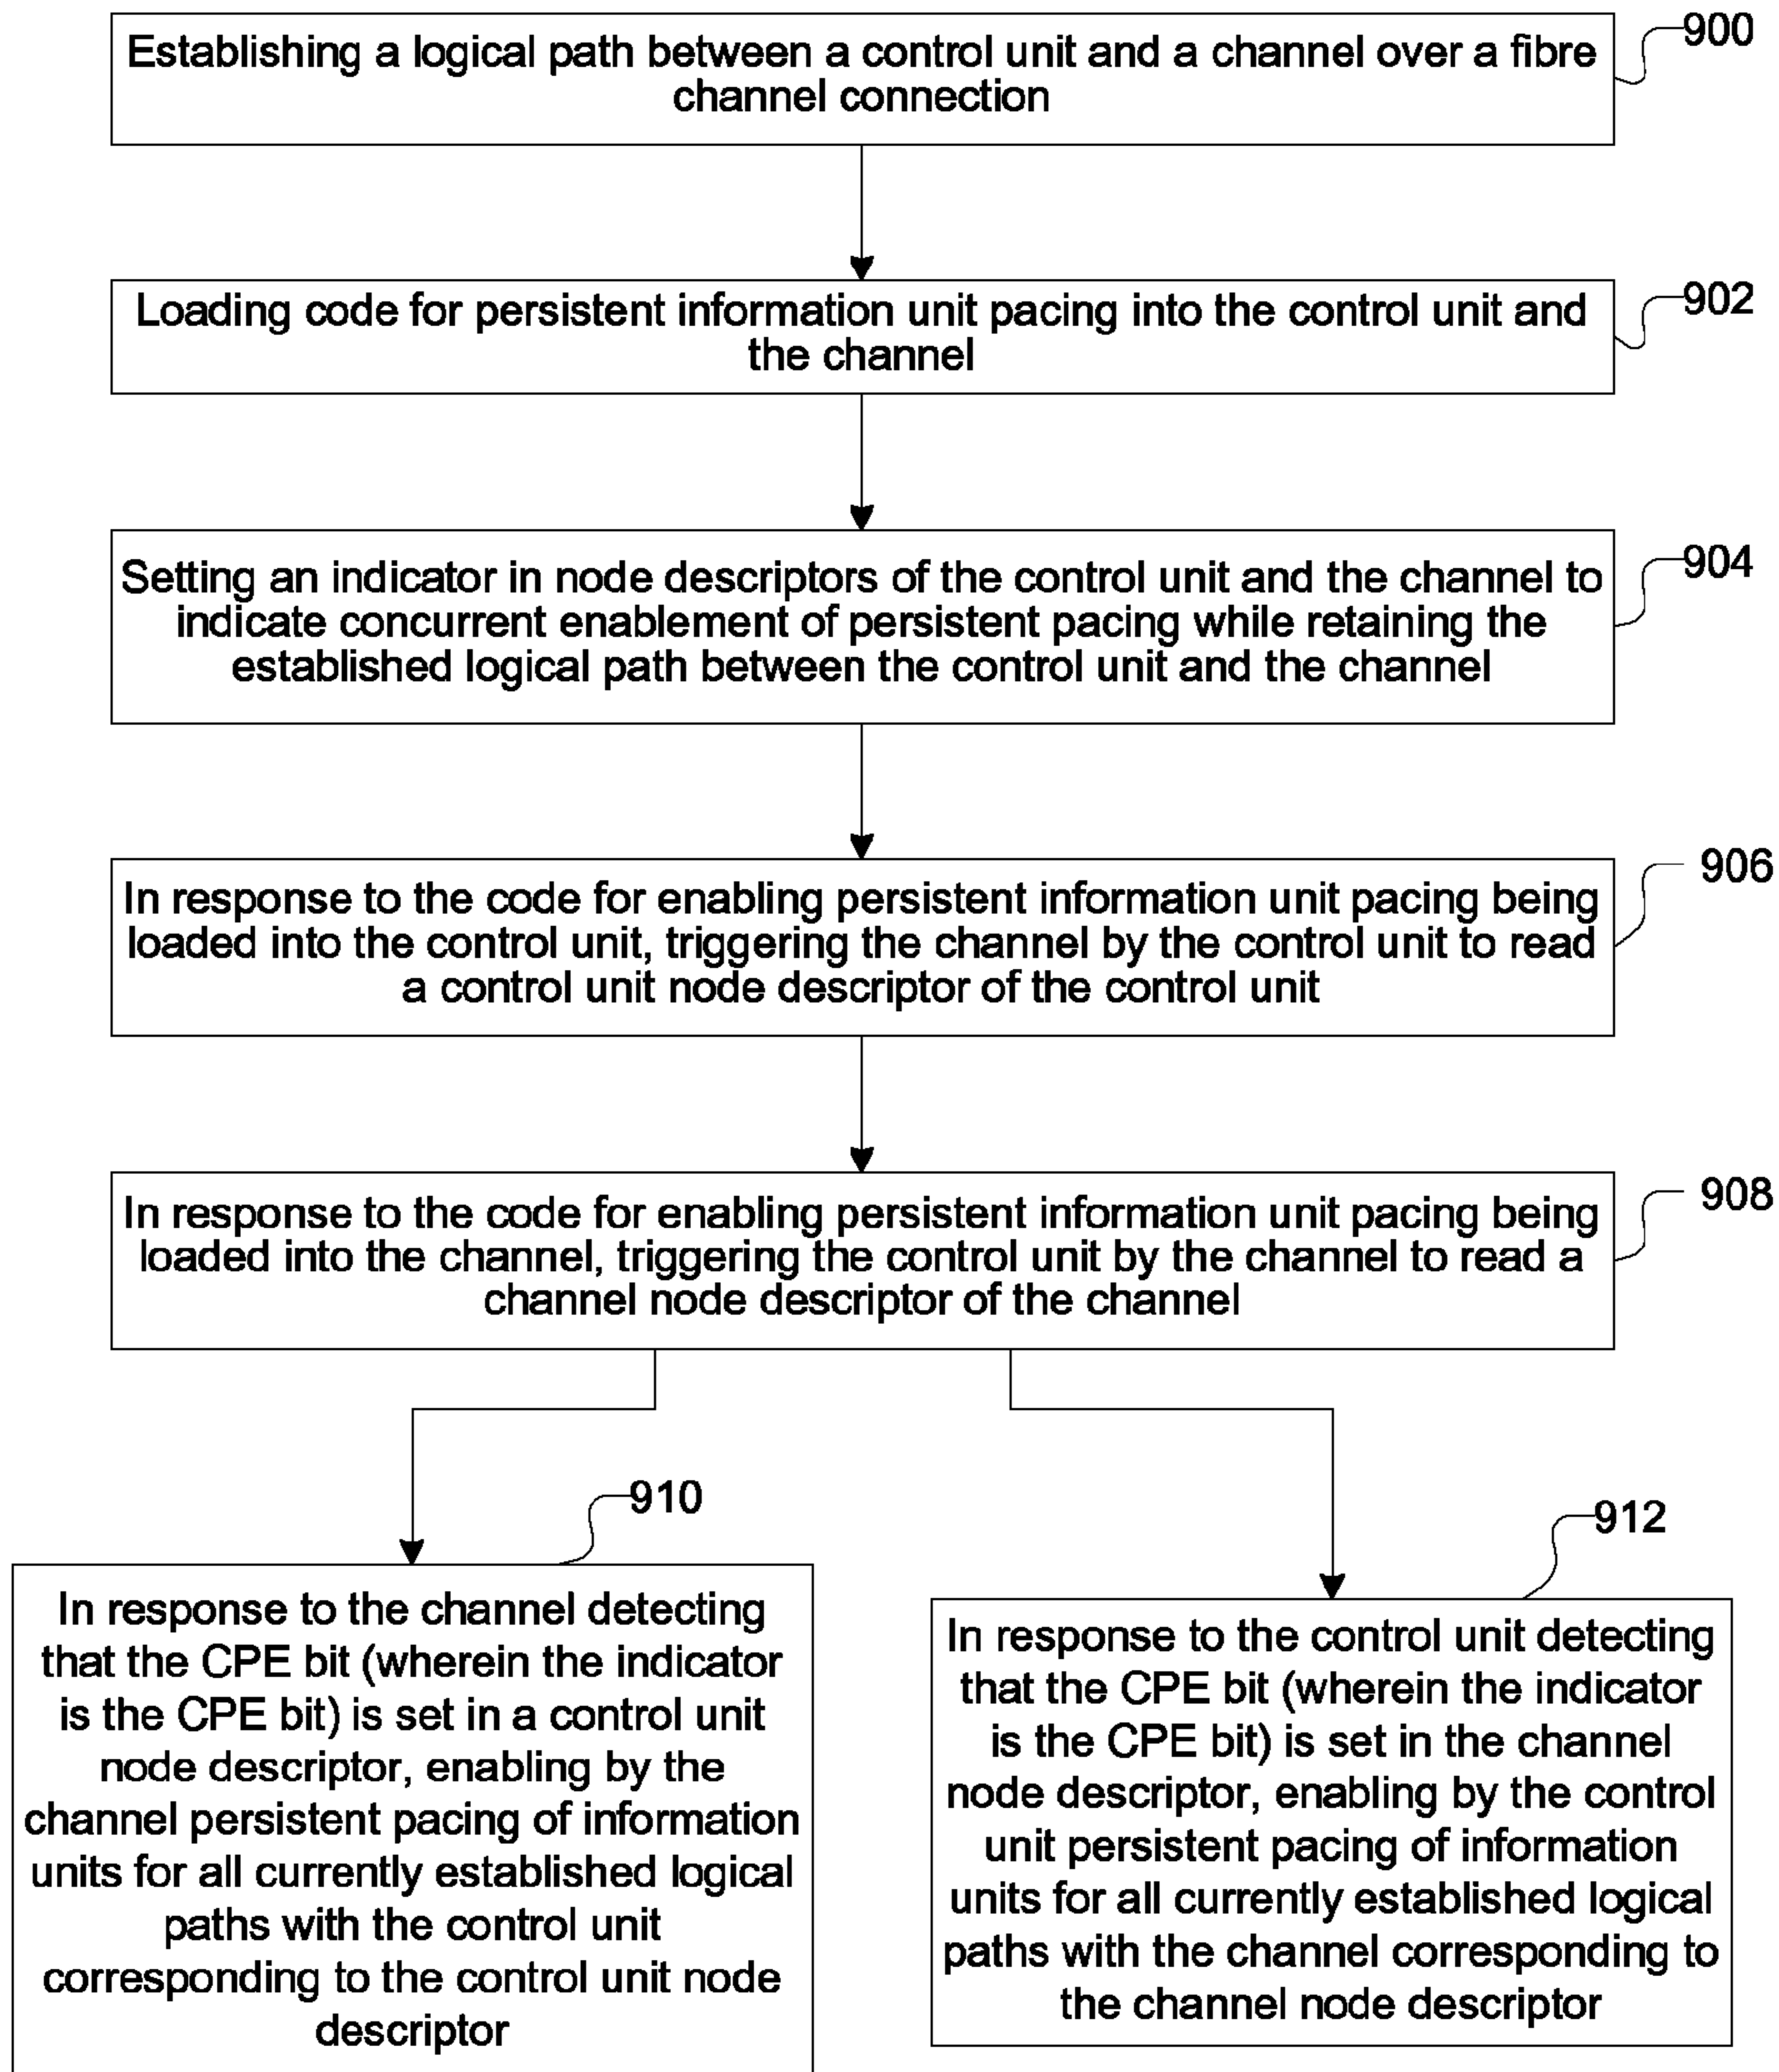 Establishing a logical path between a control unit and a channel over a fibre
channel connection
900
Loading code for persistent information unit pacing into the control unit and
the channel
902
Setting an indicator in node descriptors of the control unit and the channel to
indicate concurrent enablement of persistent pacing while retaining the
established logical path between the control unit and the channel
904
In response to the code for enabling persistent information unit pacing being
loaded into the control unit, triggering the channel by the control unit to read
a control unit node descriptor of the control unit
906
In response to the code for enabling persistent information unit pacing being
loaded into the channel, triggering the control unit by the channel to read a
channel node descriptor of the channel
908
910
In response to the channel detecting
that the CPE bit (wherein the indicator
is the CPE bit) is set in a control unit
node descriptor, enabling by the
channel persistent pacing of information
units for all currently established logical
paths with the control unit
corresponding to the control unit node
descriptor
912
In response to the control unit detecting
that the CPE bit (wherein the indicator
is the CPE bit) is set in the channel
node descriptor, enabling by the control
unit persistent pacing of information
units for all currently established logical
paths with the channel corresponding to
the channel node descriptor